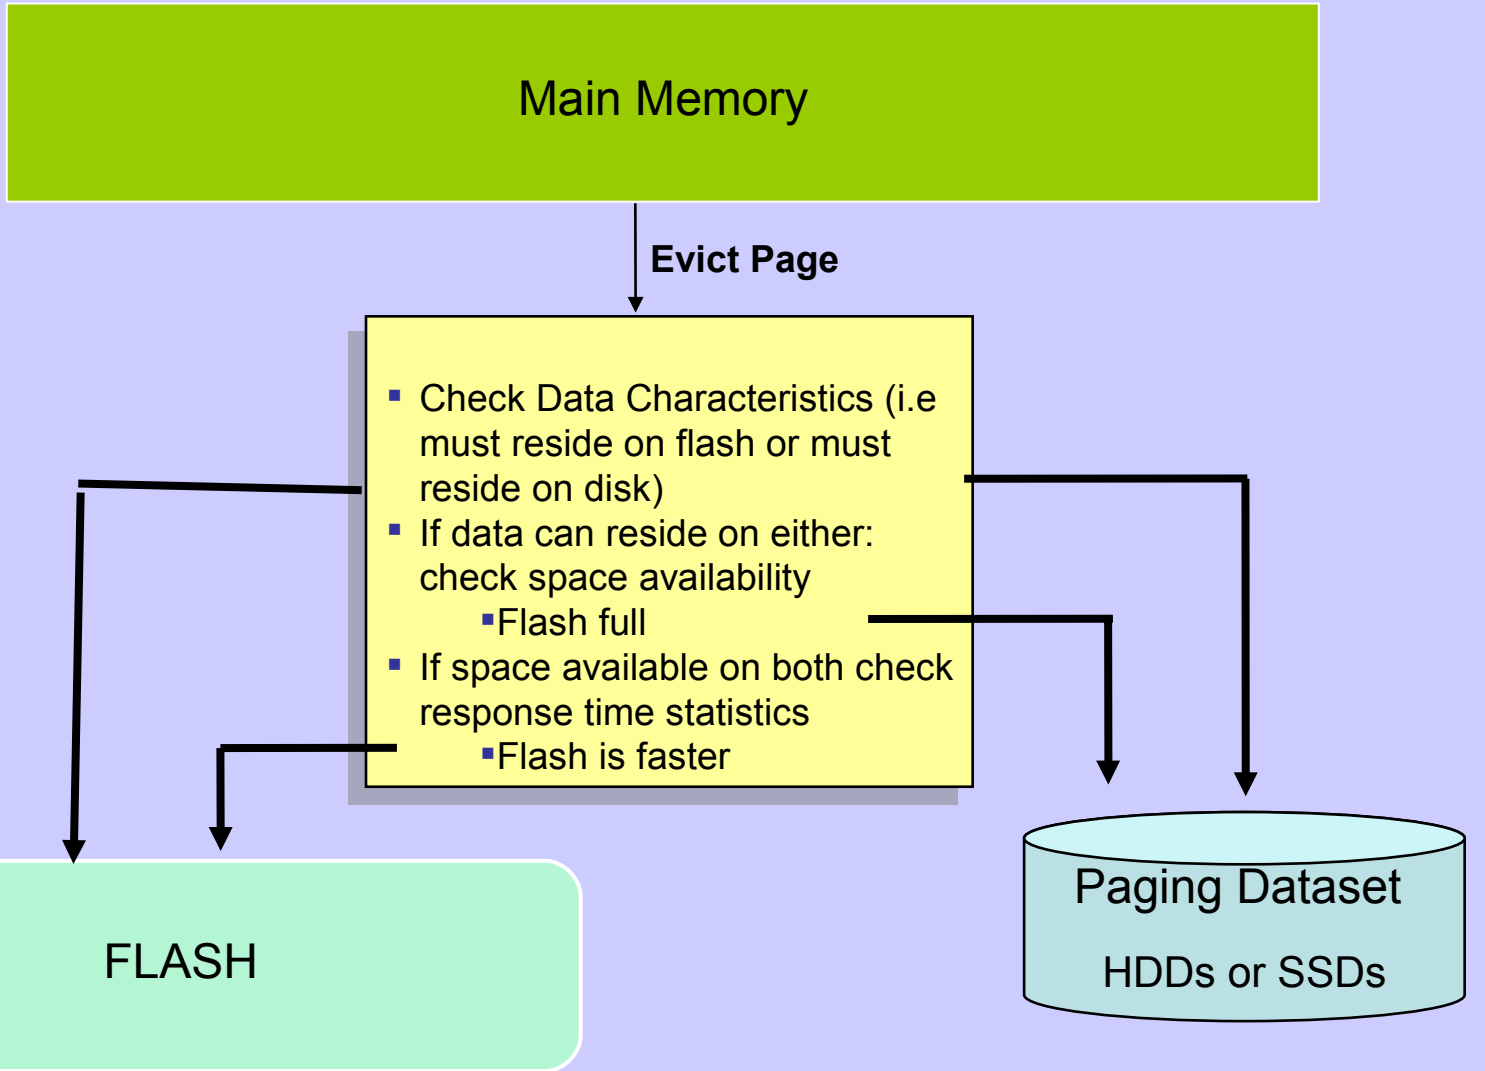 Main Memory
Evict Page
▪ Check Data Characteristics (i.e
must reside on flash or must
reside on disk)
▪ If data can reside on either:
check space availability
▪Flash full
▪ If space available on both check
response time statistics
▪Flash is faster
Paging Dataset
HDDs or SSDs
FLASH